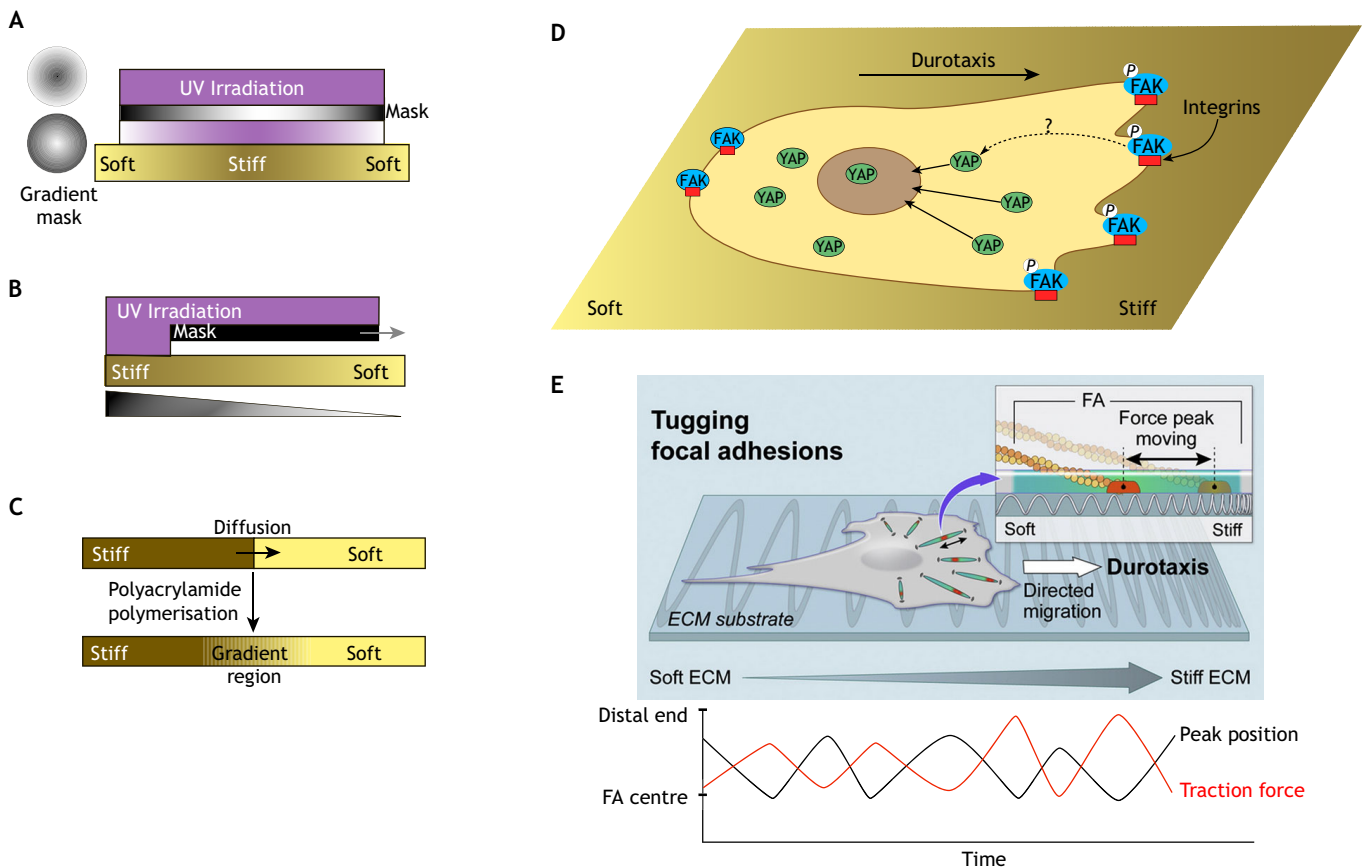 A
UV Irradiation
Mask
Soft
Stiff
Soft
Gradient
mask
B
UV Irradiation
Mask
Stiff
Soft
C
Diffusion
Stiff
Soft
Polyacrylamide
polymerisation
Stiff
Gradient
region
Soft
D
Durotaxis
P
FAK
Integrins
P
FAK
?
FAK
FAK
YAP
YAP
YAP
YAP
YAP
YAP
YAP
P
FAK
P
FAK
Soft
Stiff
E
Tugging
focal adhesions
FA
Force peak
moving
Soft
Stiff
Durotaxis
Directed
migration
ECM substrate
Soft ECM
Stiff ECM
Distal end
Peak position
FA centre
Traction force
Time